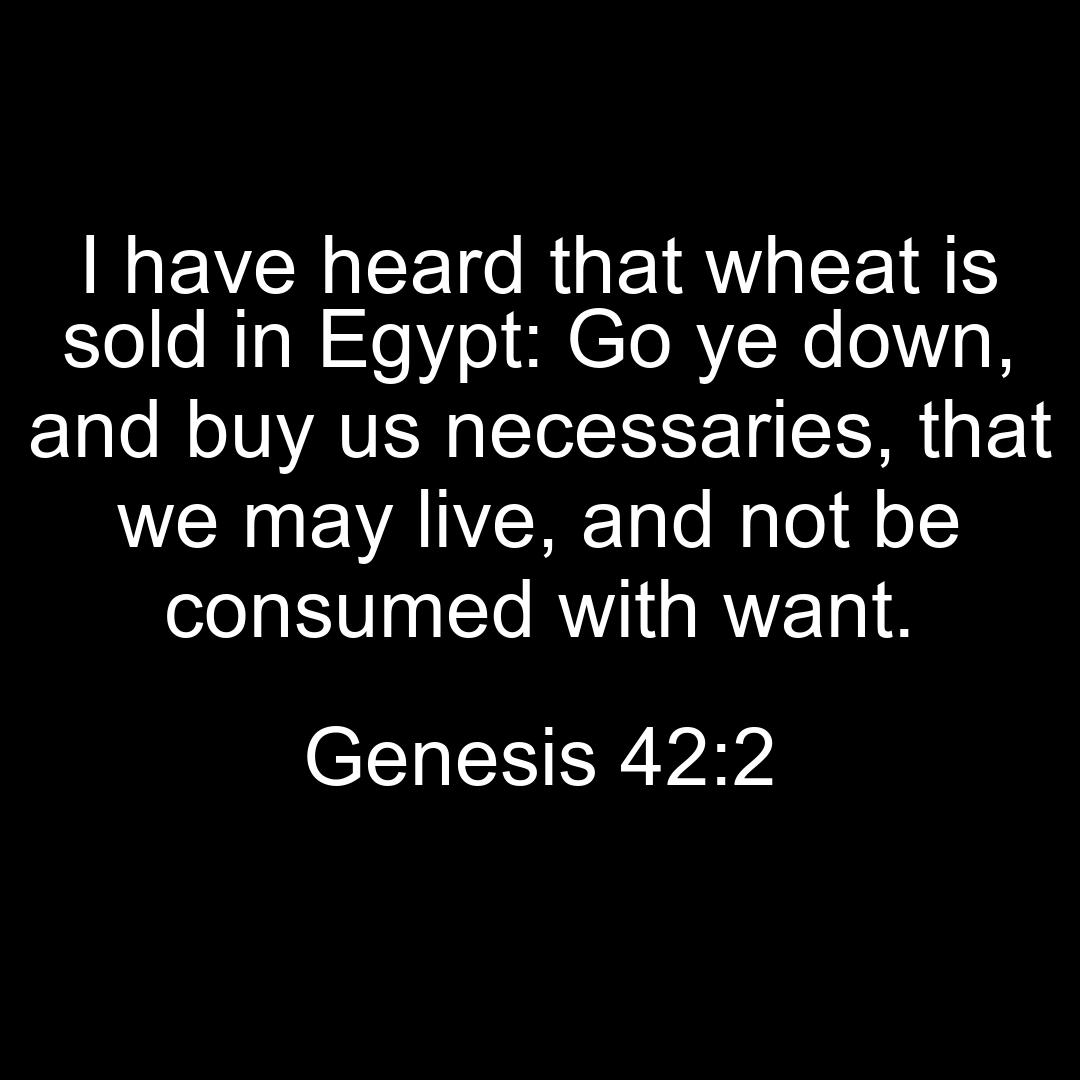 I have heard that wheat is
sold in Egypt: Go ye down,
and buy us necessaries, that
we may live, and not be
consumed with want.
Genesis 42:2